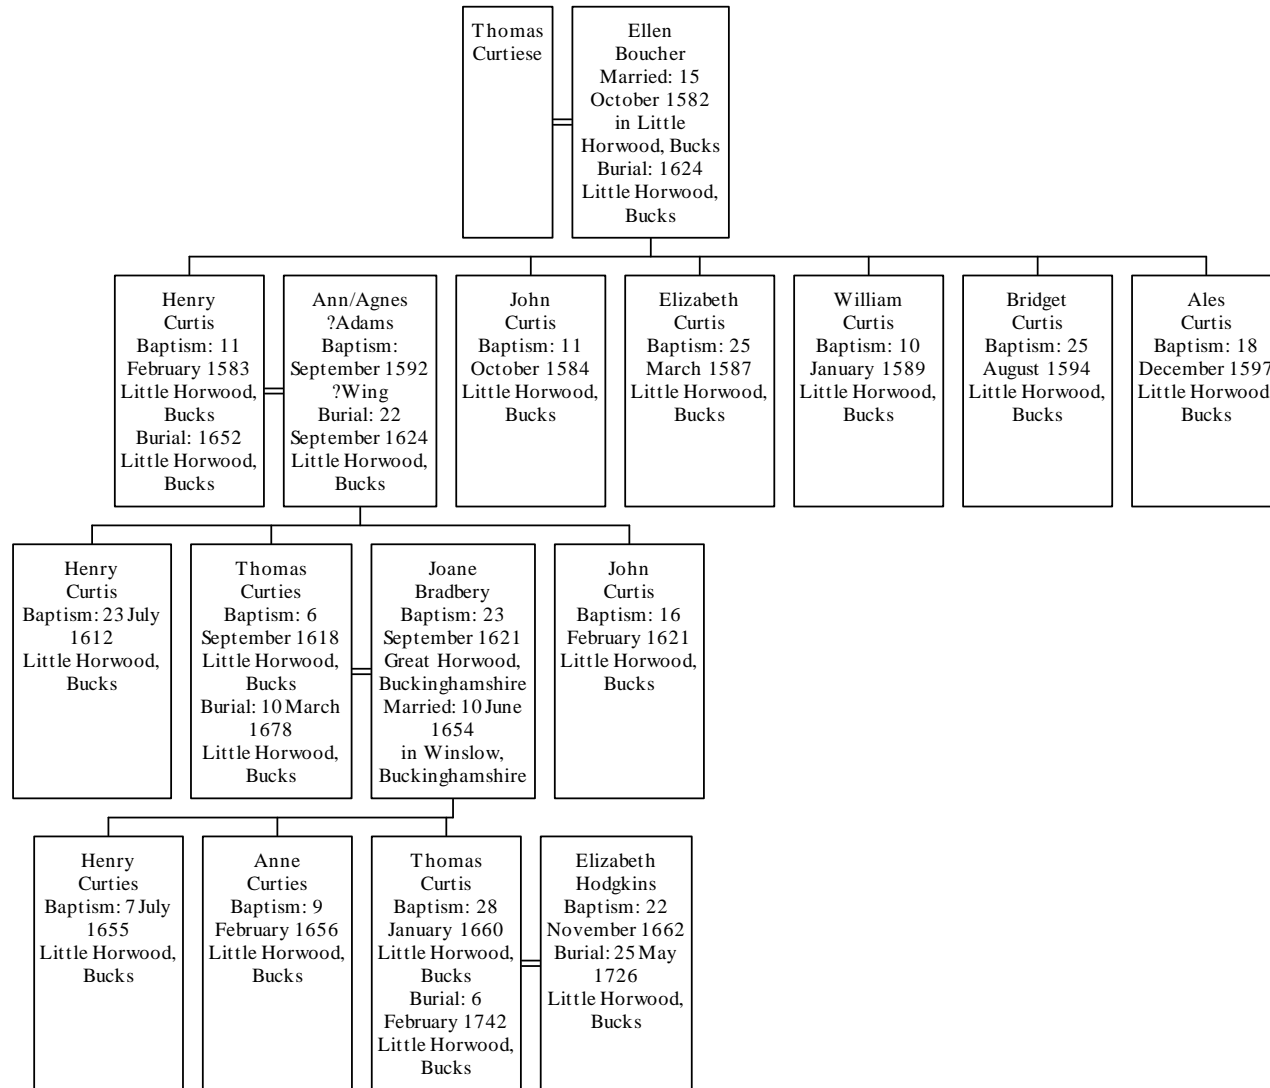 Thomas
Curtiese
Ellen
Boucher
Married: 15
October 1582
in Little
Horwood, Bucks
Burial: 1624
Little Horwood,
Bucks
Henry
Curtis
Baptism: 11
February 1583
Little Horwood,
Bucks
Burial: 1652
Little Horwood,
Bucks
Ann/Agnes
?Adams
Baptism:
September 1592
?Wing
Burial: 22
September 1624
Little Horwood,
Bucks
John
Curtis
Baptism: 11
October 1584
Little Horwood,
Bucks
Elizabeth
Curtis
Baptism: 25
March 1587
Little Horwood,
Bucks
William
Curtis
Baptism: 10
January 1589
Little Horwood,
Bucks
Bridget
Curtis
Baptism: 25
August 1594
Little Horwood,
Bucks
Ales
Curtis
Baptism: 18
December 1597
Little Horwood
Bucks
Henry
Curtis
Baptism: 23 July
1612
Little Horwood,
Bucks
Thomas
Curties
Baptism: 6
September 1618
Little Horwood,
Bucks
Burial: 10 March
1678
Little Horwood,
Bucks
Joane
Bradbery
Baptism: 23
September 1621
Great Horwood,
Buckinghamshire
Married: 10 June
1654
in Winslow,
Buckinghamshire
John
Curtis
Baptism: 16
February 1621
Little Horwood,
Bucks
Henry
Curties
Baptism: 7 July
1655
Little Horwood,
Bucks
Anne
Curties
Baptism: 9
February 1656
Little Horwood,
Bucks
Thomas
Curtis
Baptism: 28
January 1660
Little Horwood,
Bucks
Burial: 6
February 1742
Little Horwood,
Bucks
Elizabeth
Hodgkins
Baptism: 22
November 1662
Burial: 25 May
1726
Little Horwood,
Bucks